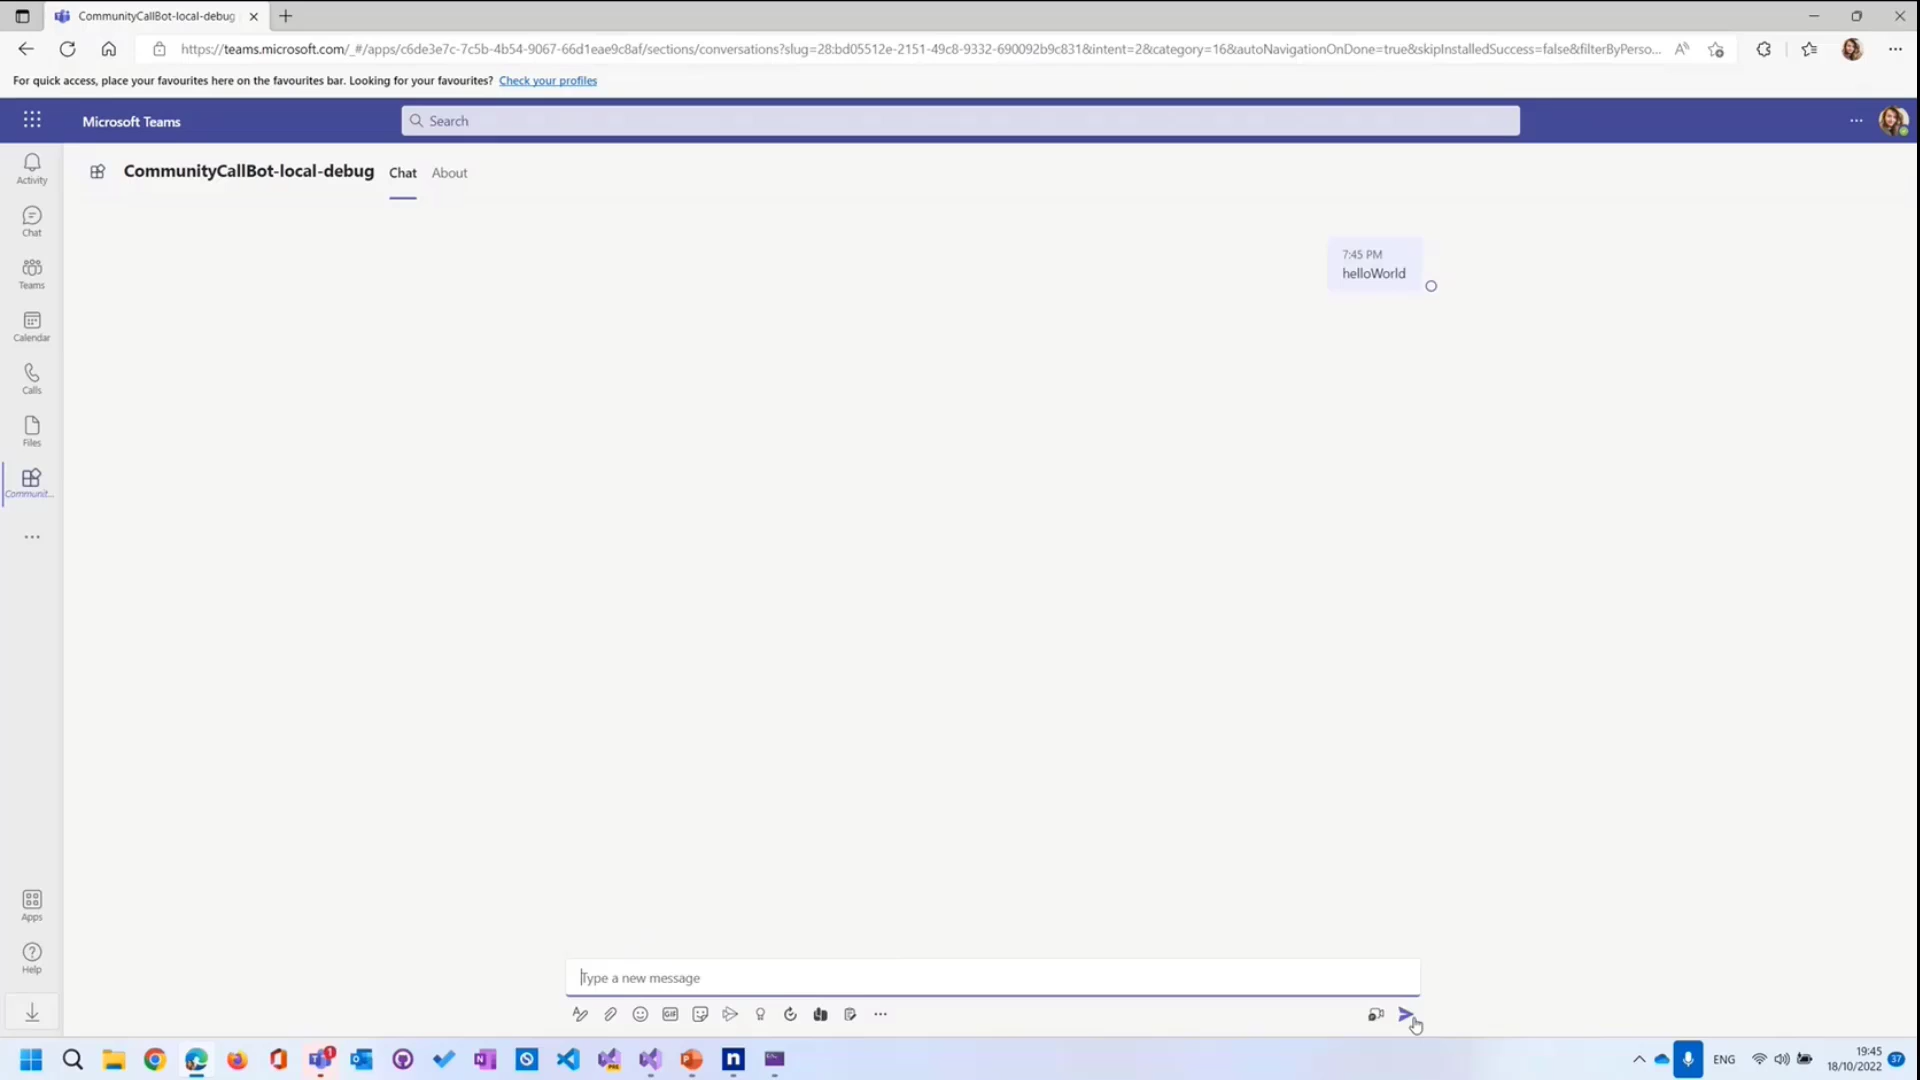 CommunityCallBot-local-debug
https://teams.microsoft.com/_#/apps/c6de3e7c-7c5b-4b54-9067-66d1eae9c8af/sections/conversations?slug=28:bd05512e-2151-49c8-9332-690092b9c831&intent=2&category=16&autoNavigationOnDone=true&skipInstalledSuccess=false&filterByPerso...
For quick access, place your favourites here on the favourites bar. Looking for your favourites? Check your profiles
Microsoft Teams
Search
CommunityCallBot-local-debug Chat About
Activity
Chat
Teams
Calendar
Calls
Files
Communit...
7:45 PM
helloWorld
Apps
Help
Type a new message
GIF
ENG
19:45
18/10/2022
37